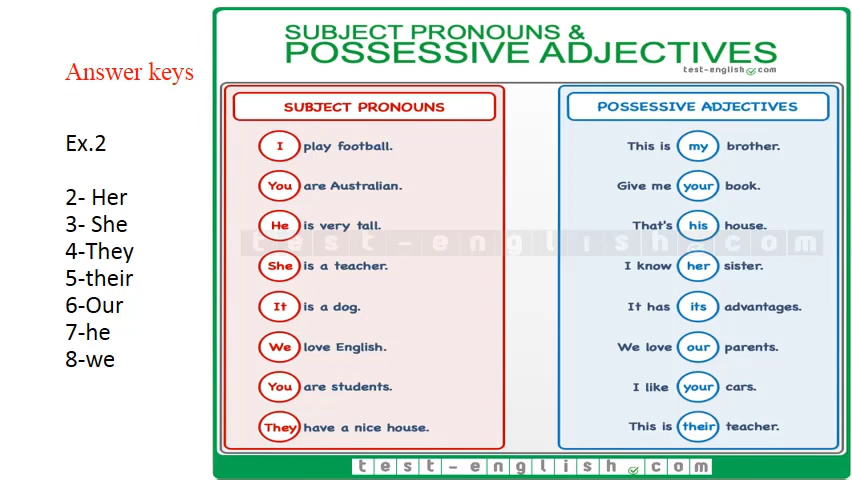 Answer keys
Ex.2
2- Her
3- She
4-They
5-their
6-Our
7-he
8-we
SUBJECT PRONOUNS &
POSSESSIVE ADJECTIVES
test-english.com
SUBJECT PRONOUNS
I play football.
You are Australian.
He is very tall.
She is a teacher.
It is a dog.
We love English.
You are students.
They have a nice house.
POSSESSIVE ADJECTIVES
This is my brother.
Give me your book.
That's his house.
I know her sister.
It has its advantages.
We love our parents.
I like your cars.
This is their teacher.
test-english.com
test-english.com